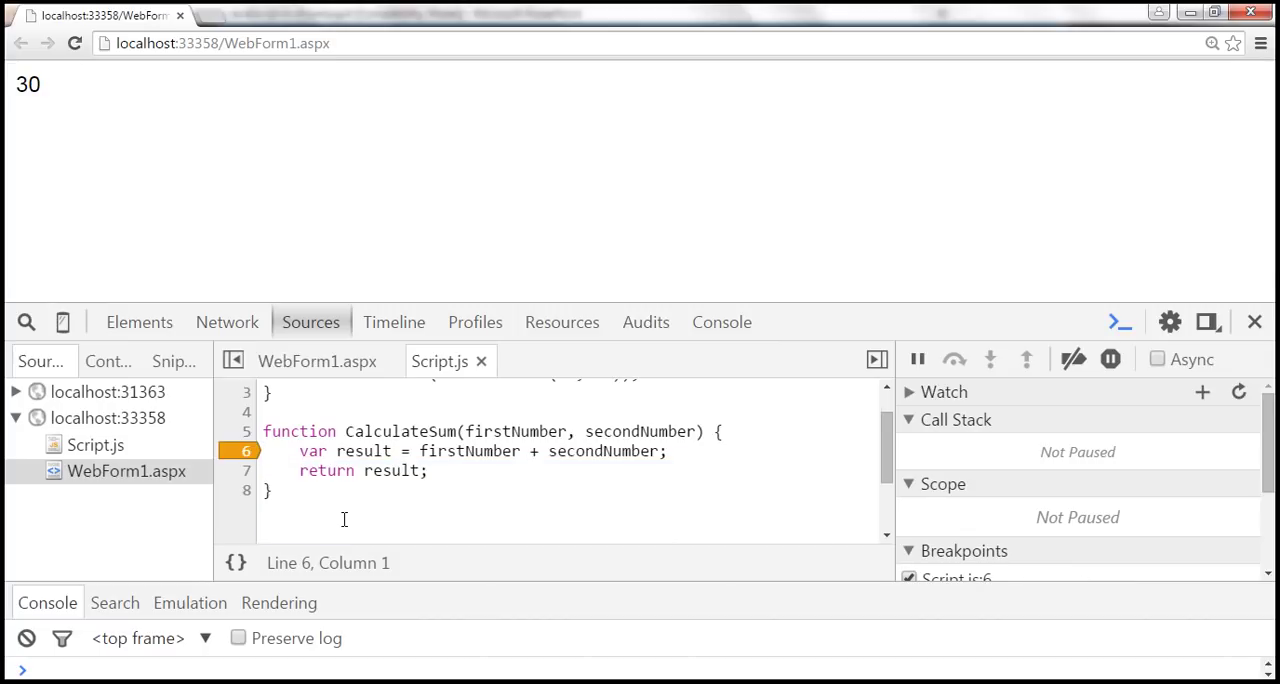 localhost:33358/WebForm
localhost:33358/WebForm1.aspx
30
Elements Network Sources Timeline Profiles Resources Audits Console
Sour... Cont... Snip... WebForm1.aspx Script.js Async
localhost:31363
localhost:33358
Script.js
WebForm1.aspx
3 }
4
5 function CalculateSum(firstNumber, secondNumber) {
6 var result = firstNumber + secondNumber;
7 return result;
8 }
{} Line 6, Column 1
Watch
Call Stack
Not Paused
Scope
Not Paused
Breakpoints
Script.js:6
Console Search Emulation Rendering
<top frame> Preserve log